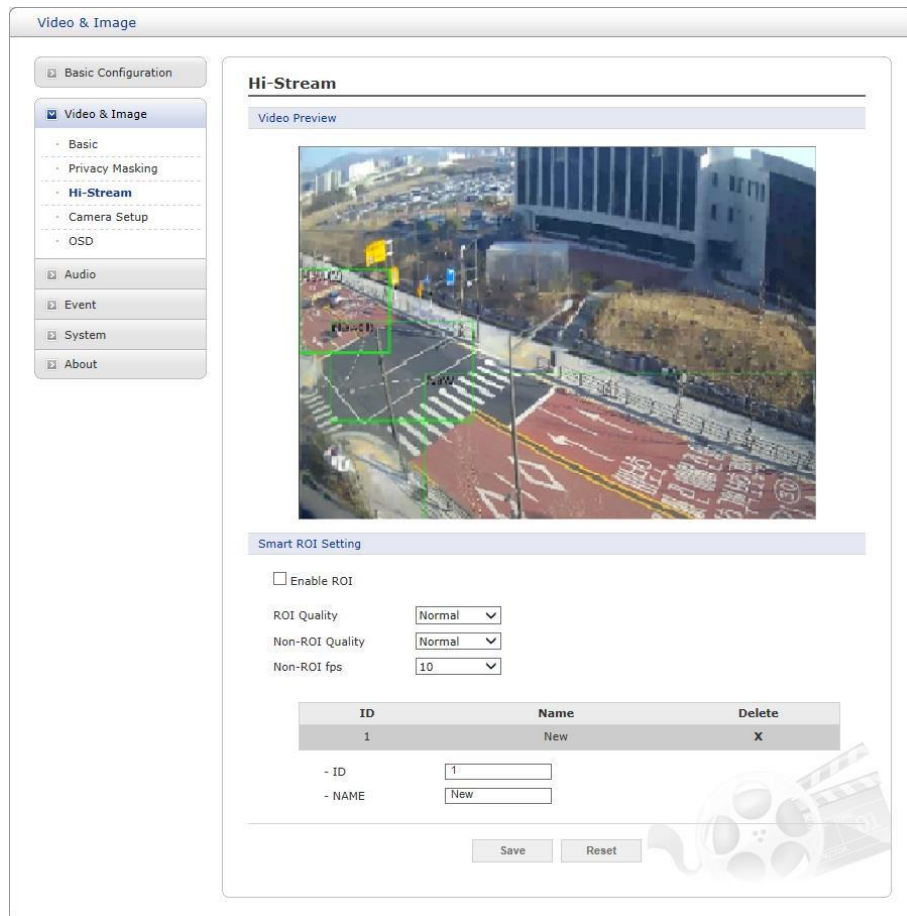 Video & Image
Basic Configuration
Video & Image
Basic
Privacy Masking
Hi-Stream
Camera Setup
OSD
Audio
Event
System
About
Hi-Stream
Video Preview
New
Smart ROI Setting
Enable ROI
ROI Quality
Normal
Non-ROI Quality
Normal
Non-ROI fps
10
ID Name Delete
1 New X
- ID
1
- NAME
New
Save Reset